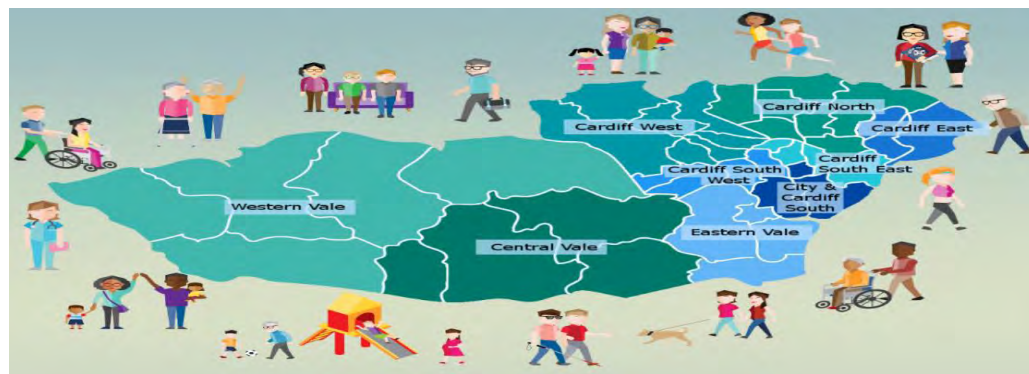 Cardiff North
Cardiff West
Cardiff East
Cardiff
South East
Cardiff South
West
City &
Cardiff
South
Western Vale
Eastern Vale
Central Vale